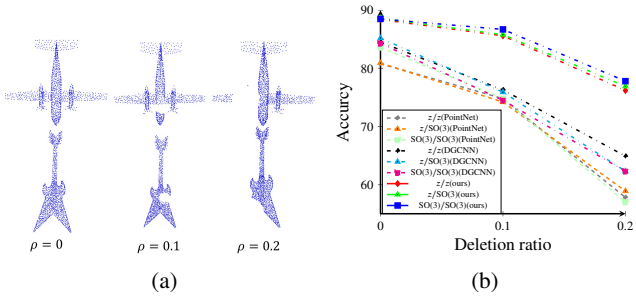 ρ = 0
ρ = 0.1
ρ = 0.2
(a)
Accurcy
90
80
70
60
z/z(PointNet)
z/SO(3)(PointNet)
SO(3)/SO(3)(PointNet)
z/z(DGCNN)
z/SO(3)(DGCNN)
SO(3)/SO(3)(DGCNN)
z/z(ours)
z/SO(3)(ours)
SO(3)/SO(3)(ours)
0
0.1
0.2
Deletion ratio
(b)